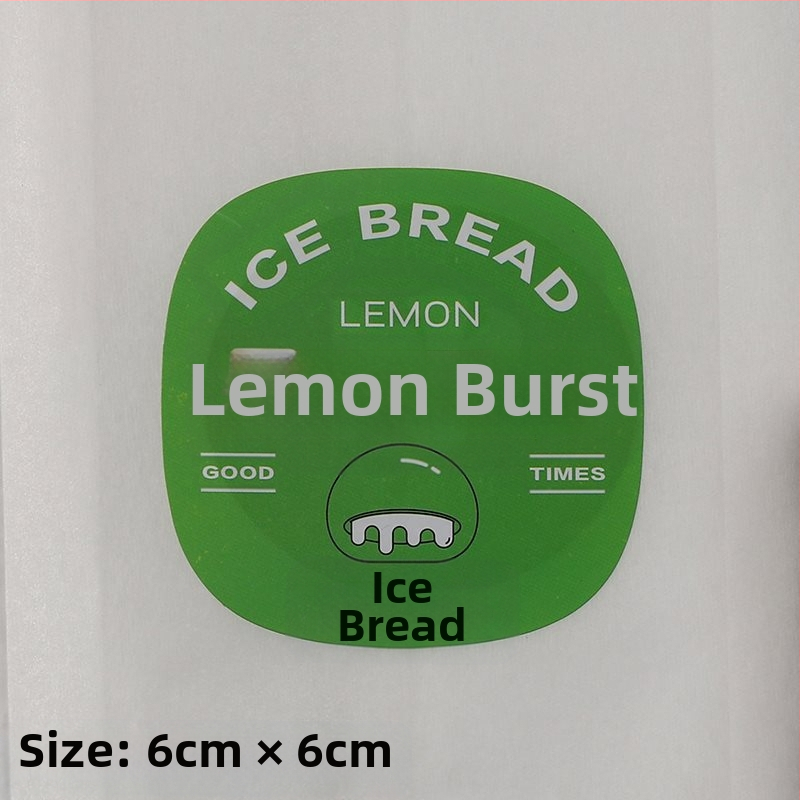 ICE BREAD
LEMON
Lemon Burst
GOOD
TIMES
Ice
Bread
Size: 6cm × 6cm